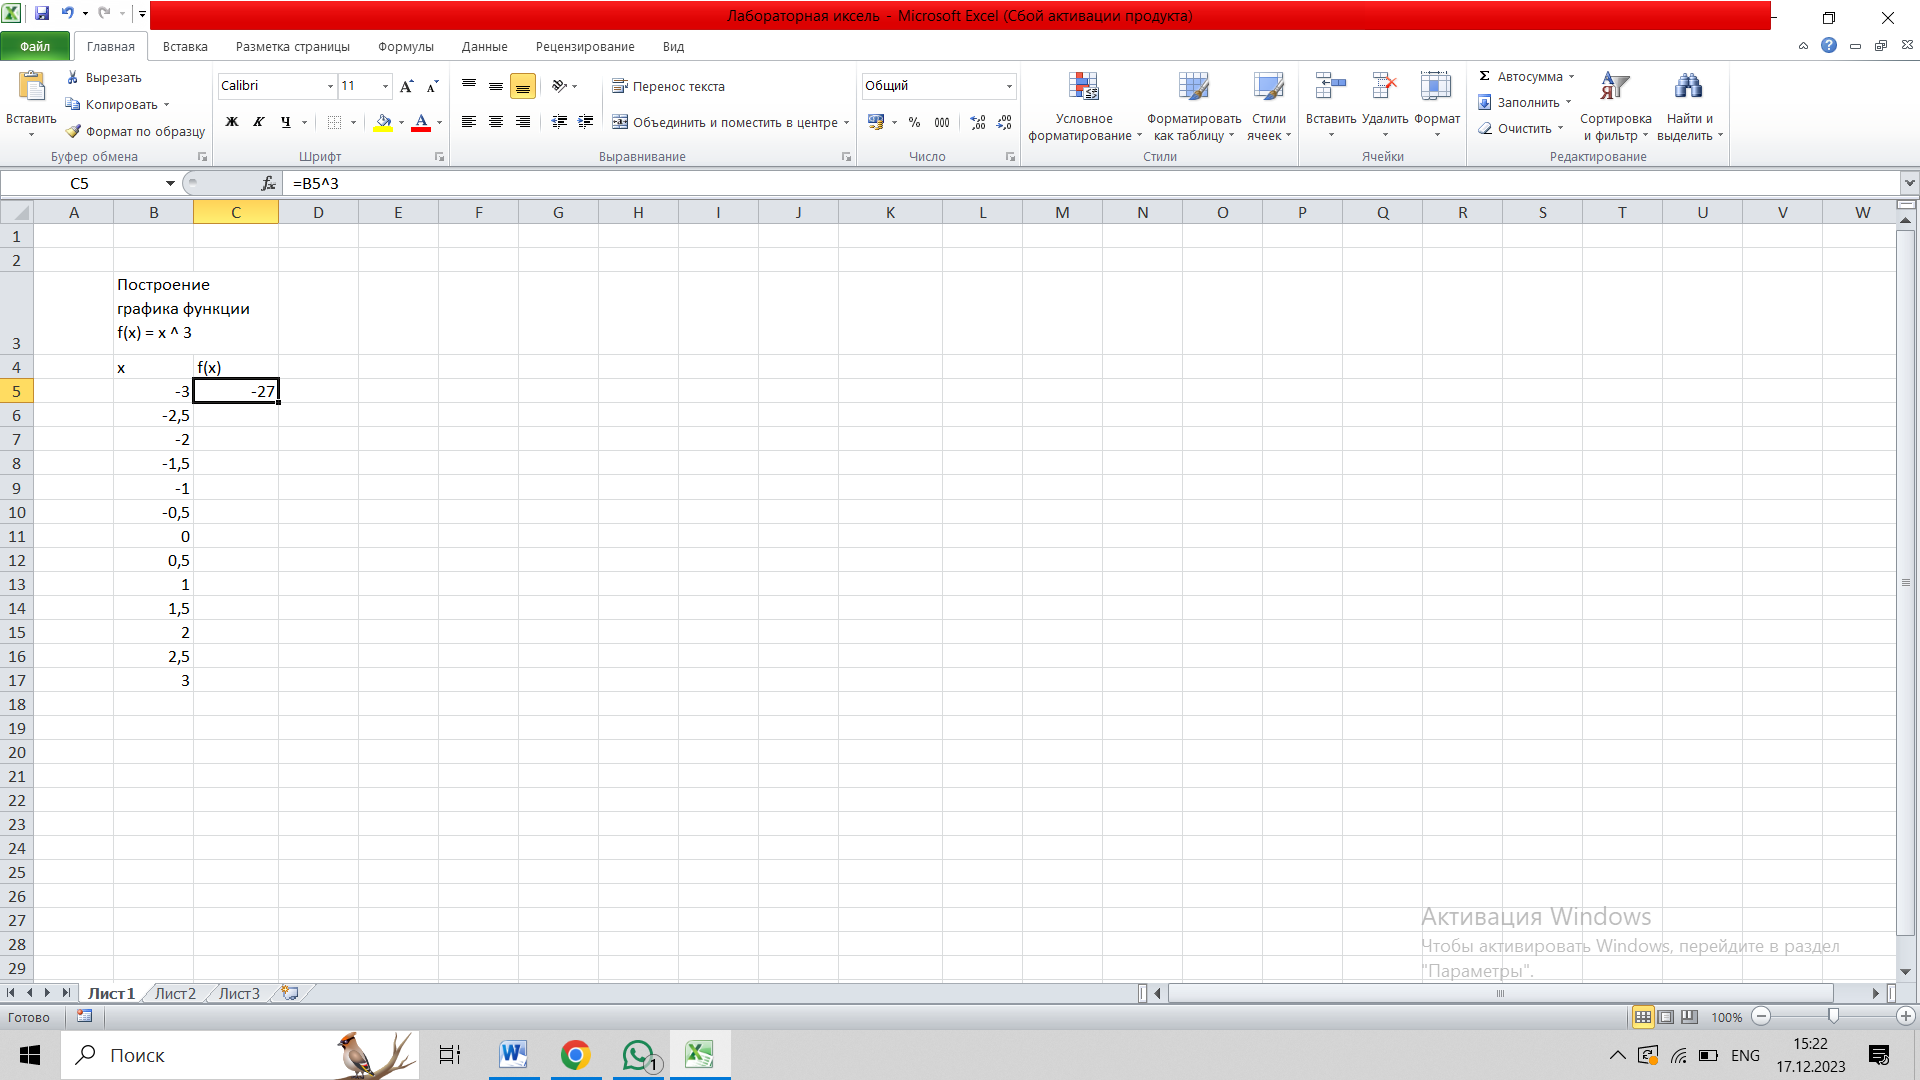 Лабораторная иксель - Microsoft Excel (Сбой активации продукта)
Файл Главная Вставка Разметка страницы Формулы Данные Рецензирование Вид
Вставить
Вырезать
Копировать
Формат по образцу
Буфер обмена
Calibri 11
Ж К Ч
Шрифт
Перенос текста
Объединить и поместить в центре
Выравнивание
Общий
% 000
Число
Условное
форматирование
Форматировать
как таблицу
Стили
ячеек
Стили
Вставить Удалить Формат
Ячейки
Σ Автосумма
Заполнить
Очистить
Сортировка
и фильтр
Найти и
выделить
Редактирование
C5 fx =B5^3
A B C D E F G H I J K L M N O P Q R S T U V W
1
2
Построение
графика функции
f(x) = x ^ 3
3
4 x f(x)
5 -3 -27
6 -2,5
7 -2
8 -1,5
9 -1
10 -0,5
11 0
12 0,5
13 1
14 1,5
15 2
16 2,5
17 3
18
19
20
21
22
23
24
25
26
27
28
29
Активация Windows
Чтобы активировать Windows, перейдите в раздел
"Параметры".
Лист1 Лист2 Лист3
Готово 100%
Поиск
1
ENG
15:22
17.12.2023